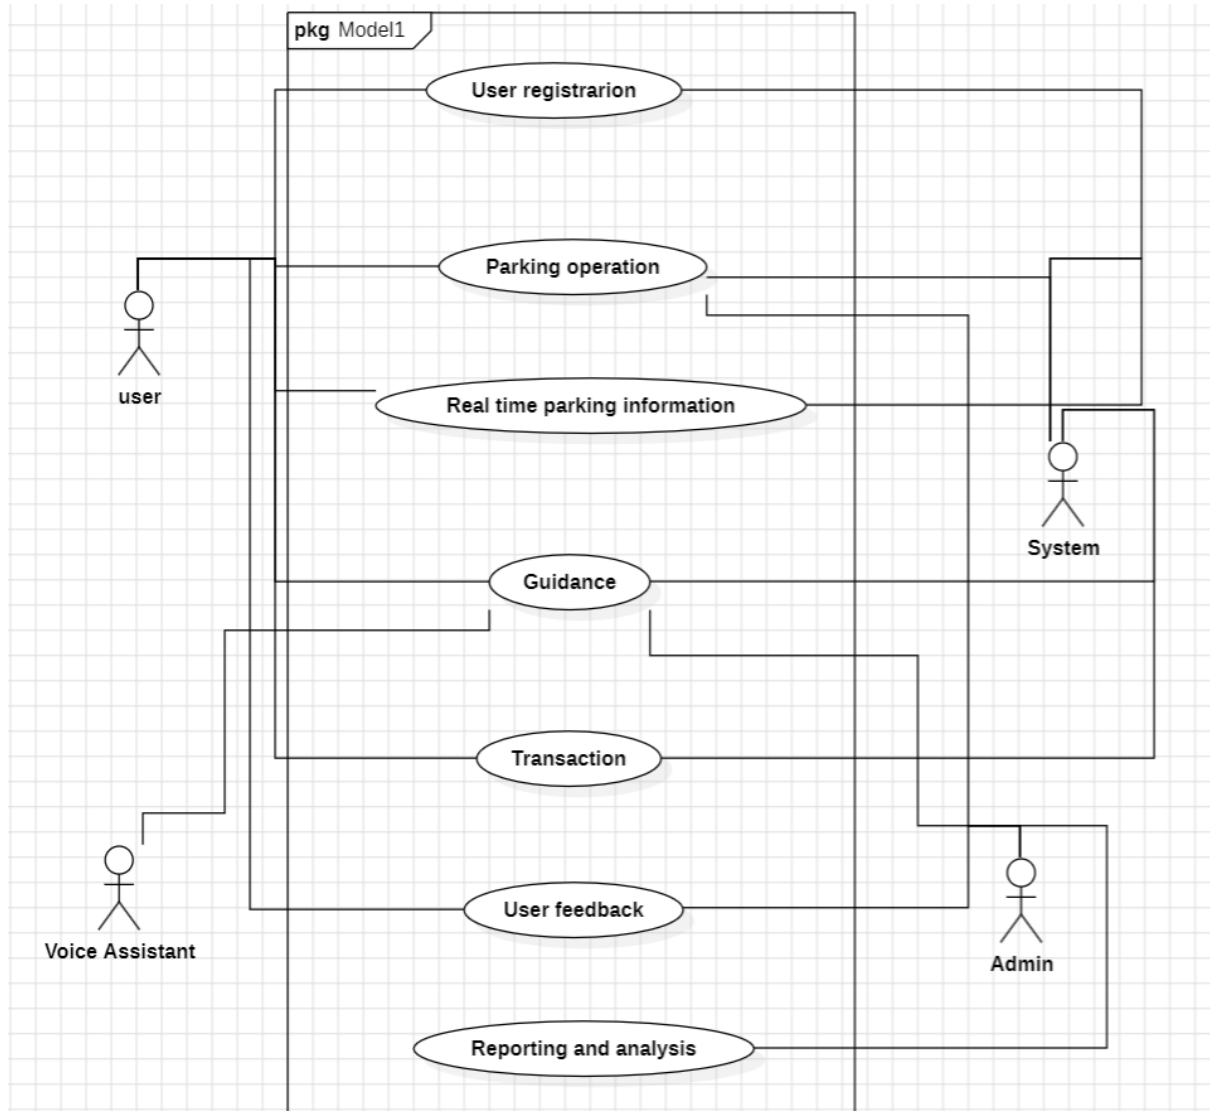 pkg Model1
User registrarion
Parking operation
user
Real time parking information
System
Guidance
Transaction
User feedback
Voice Assistant
Admin
Reporting and analysis